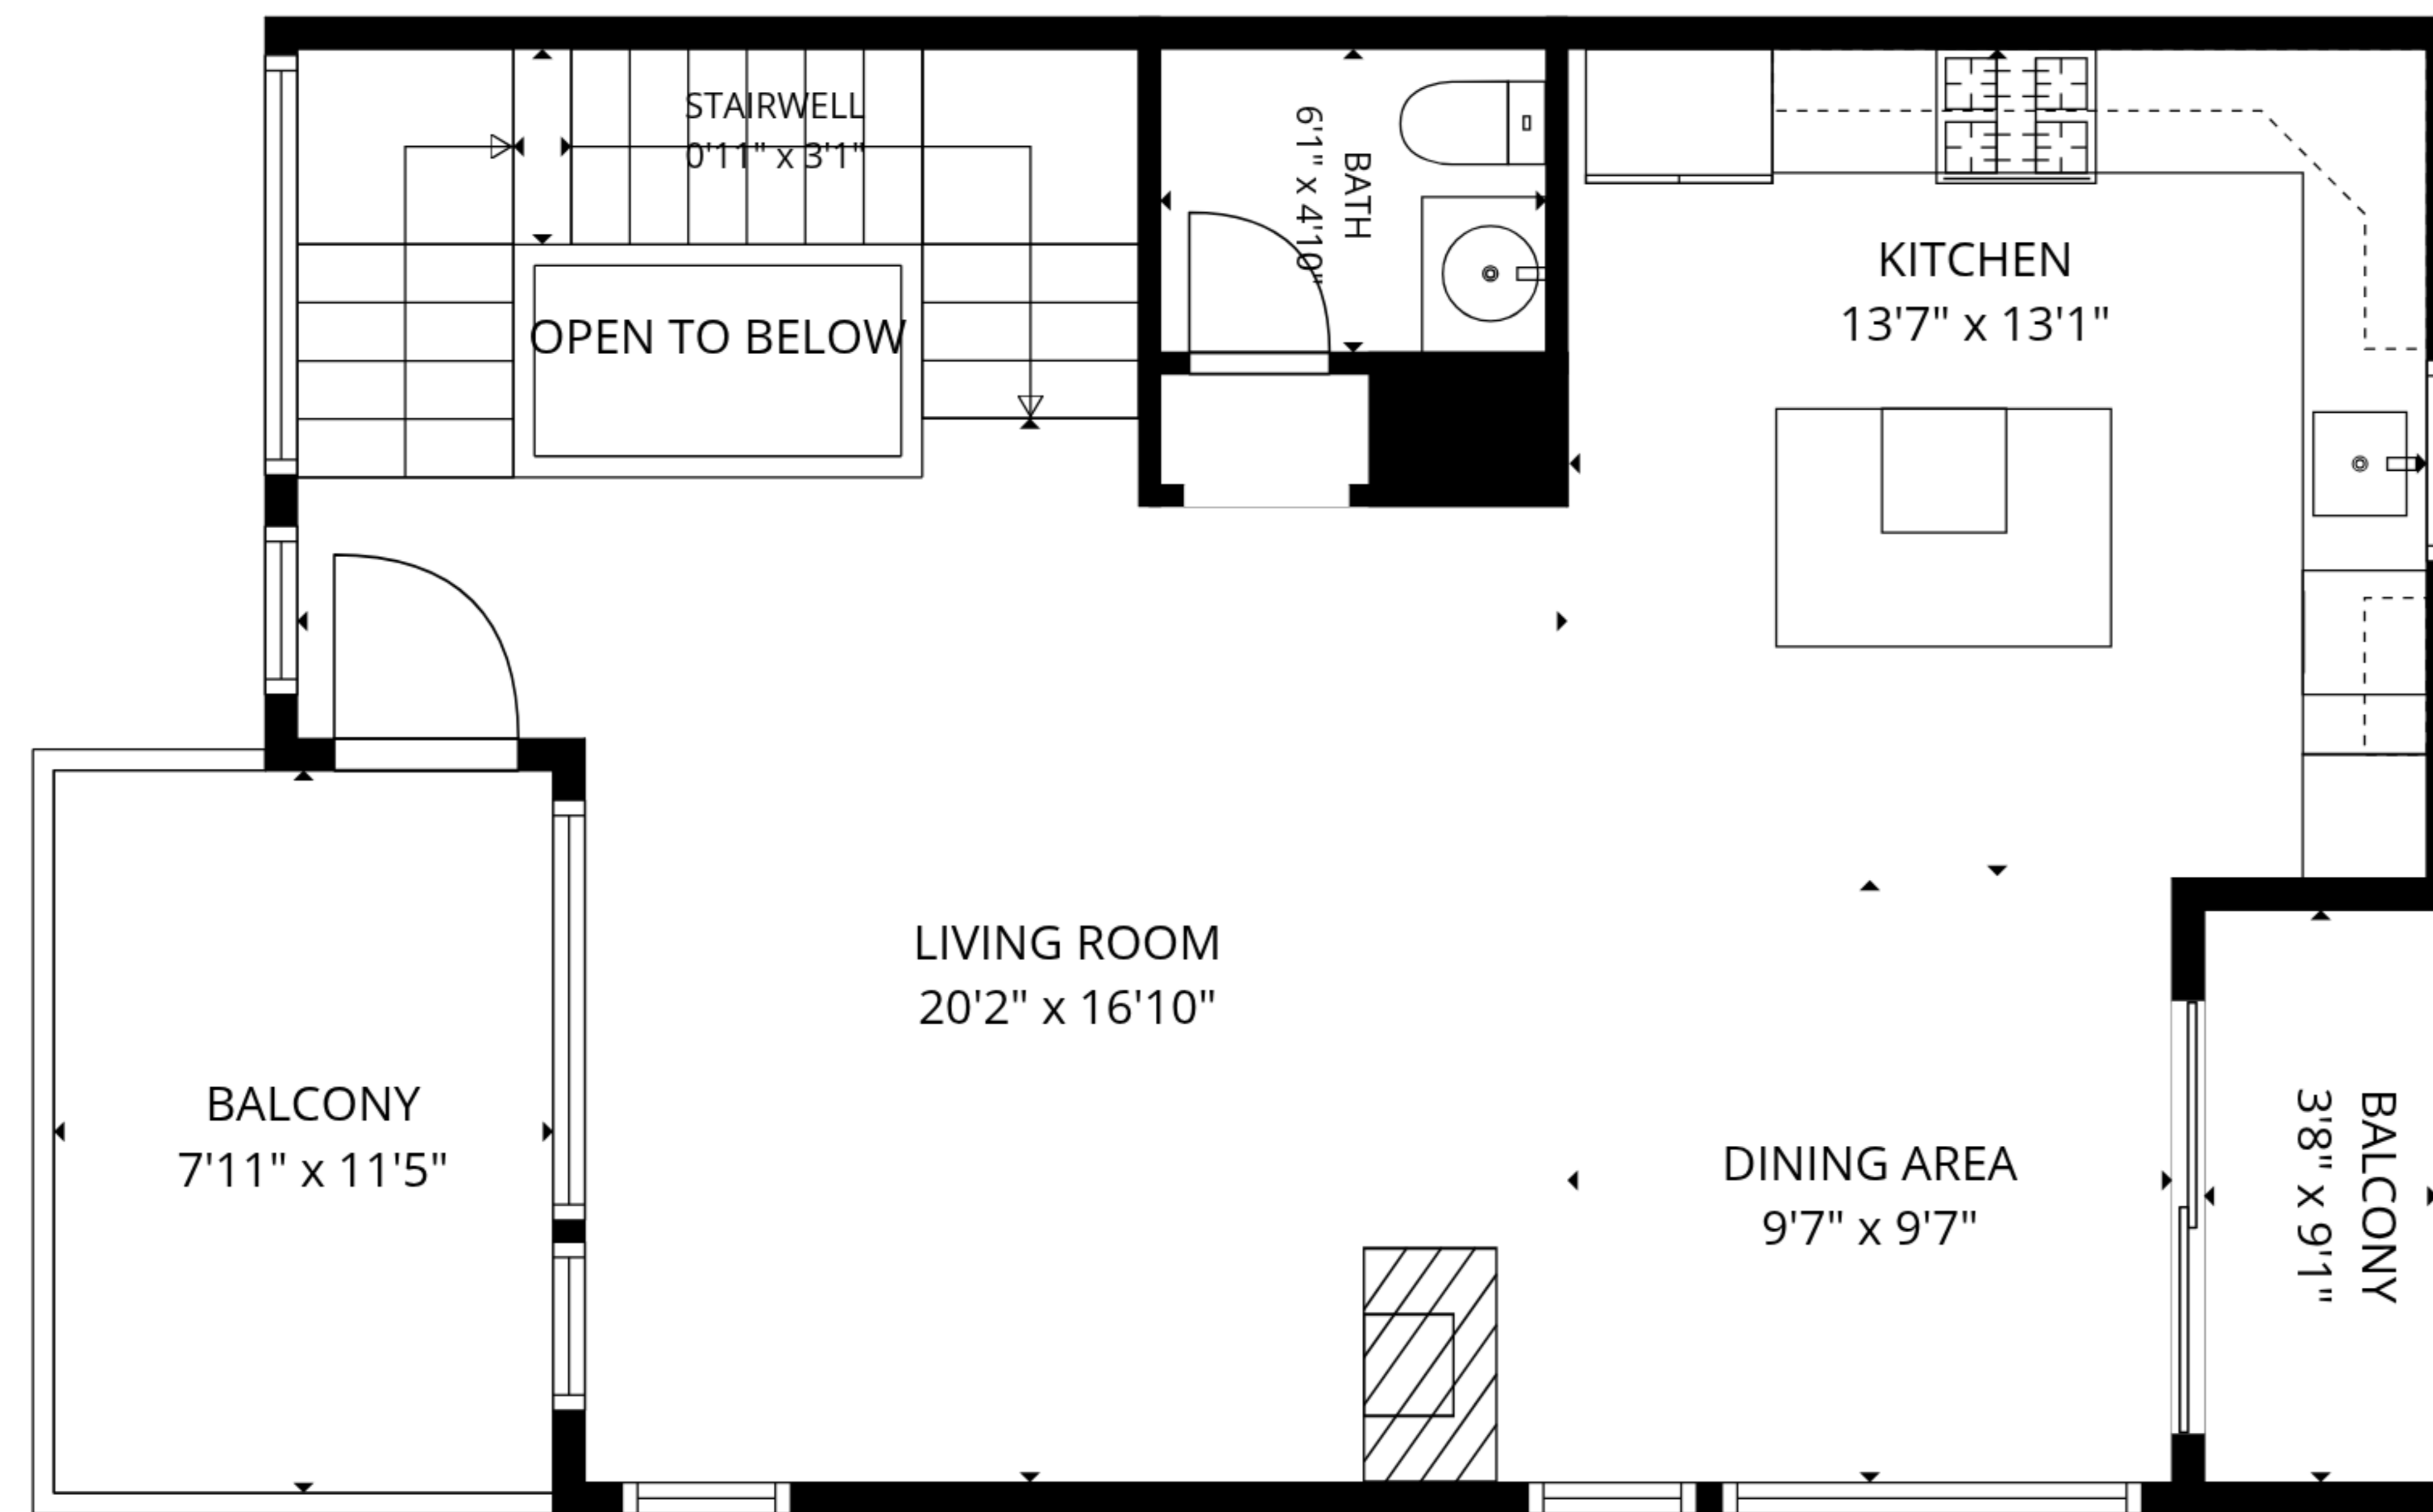 STAIRWELL
0'11" x 3'1"
BATH
6'1" x 4'10"
KITCHEN
13'7" x 13'1"
OPEN TO BELOW
LIVING ROOM
20'2" x 16'10"
BALCONY
7'11" x 11'5"
DINING AREA
9'7" x 9'7"
BALCONY
3'8" x 9'1"